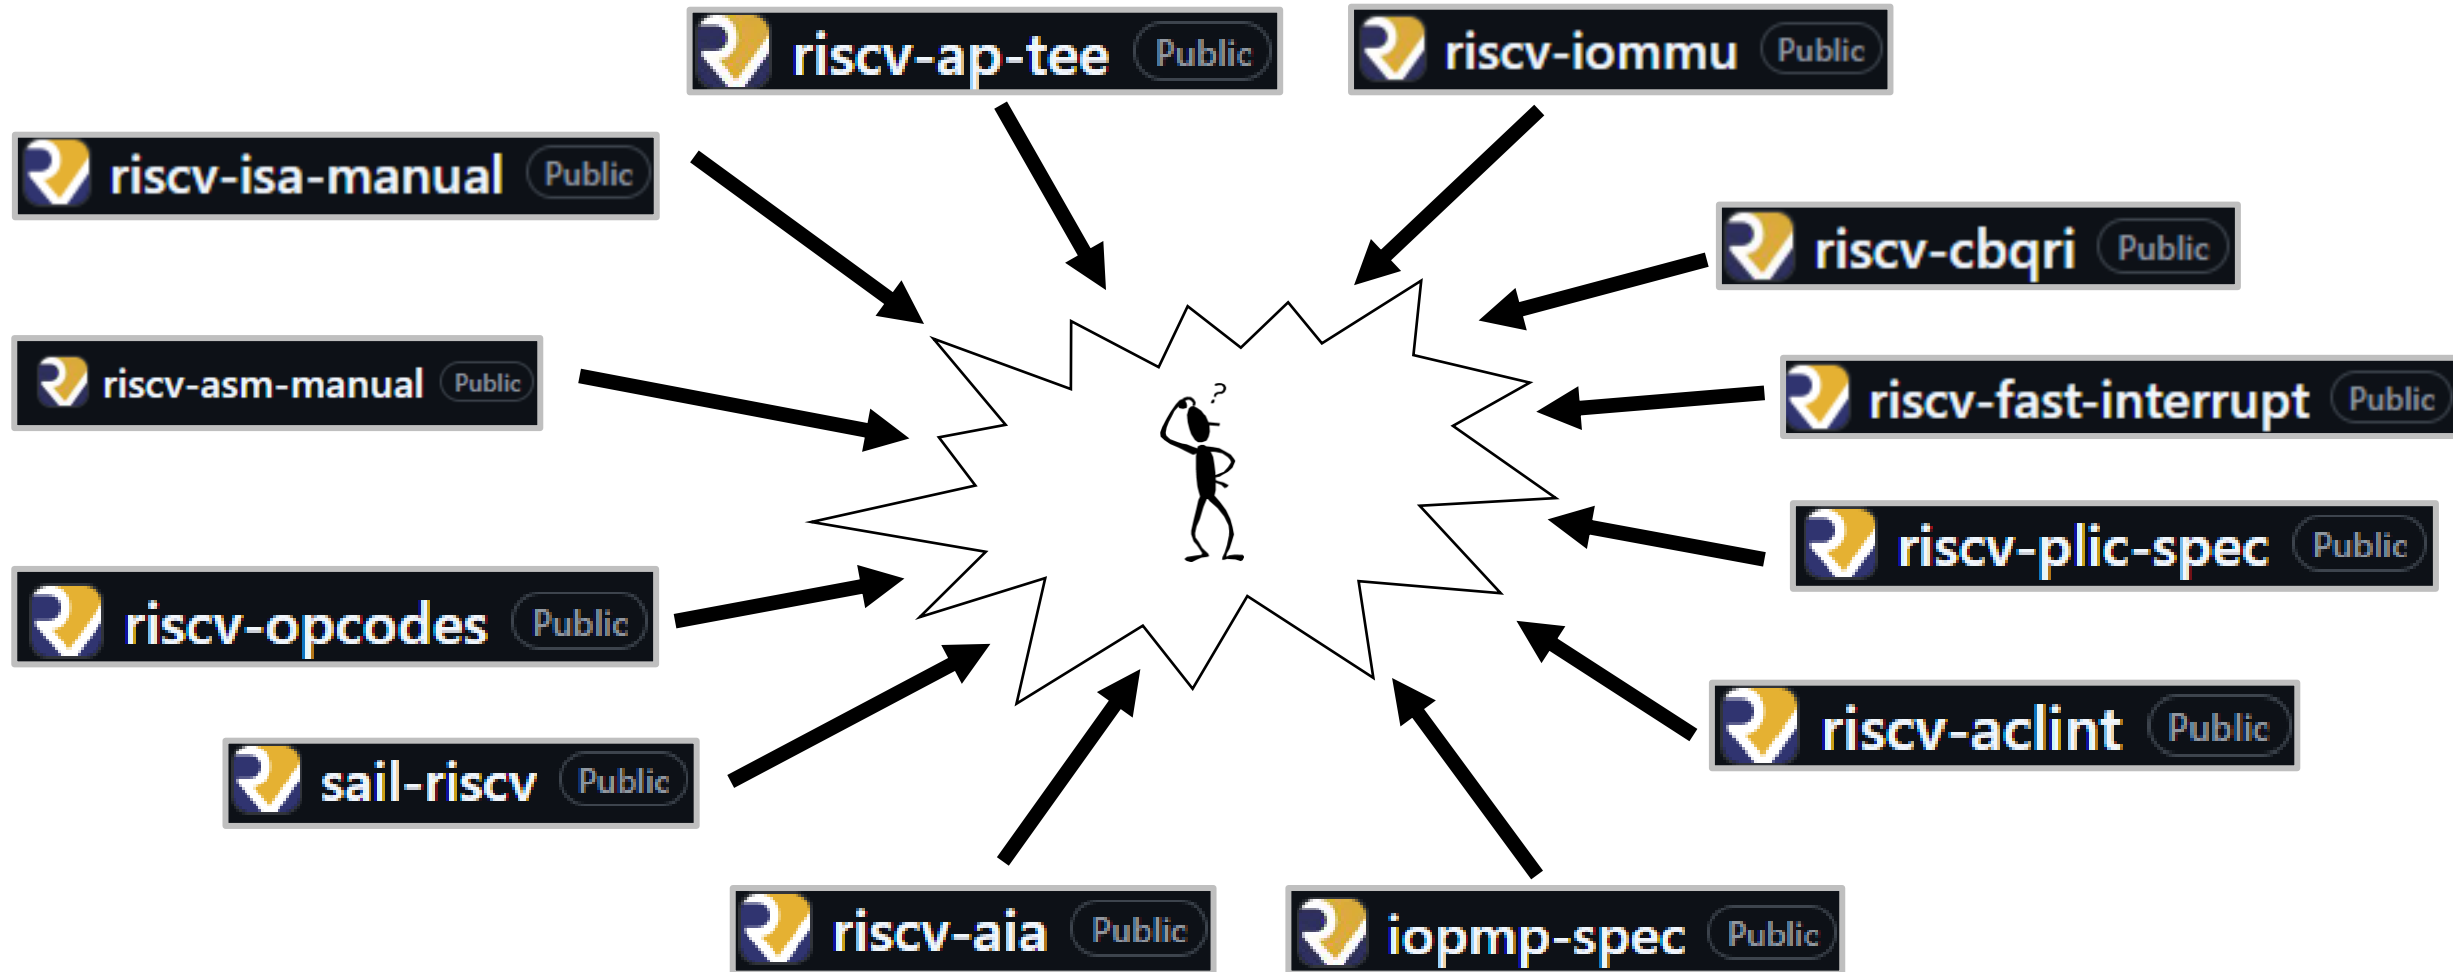 riscv-ap-tee Public
riscv-iommu Public
riscv-isa-manual Public
riscv-cbqri Public
riscv-asm-manual Public
?
riscv-fast-interrupt Public
riscv-plic-spec Public
riscv-opcodes Public
riscv-aclint Public
sail-riscv Public
riscv-aia Public
iopmp-spec Public